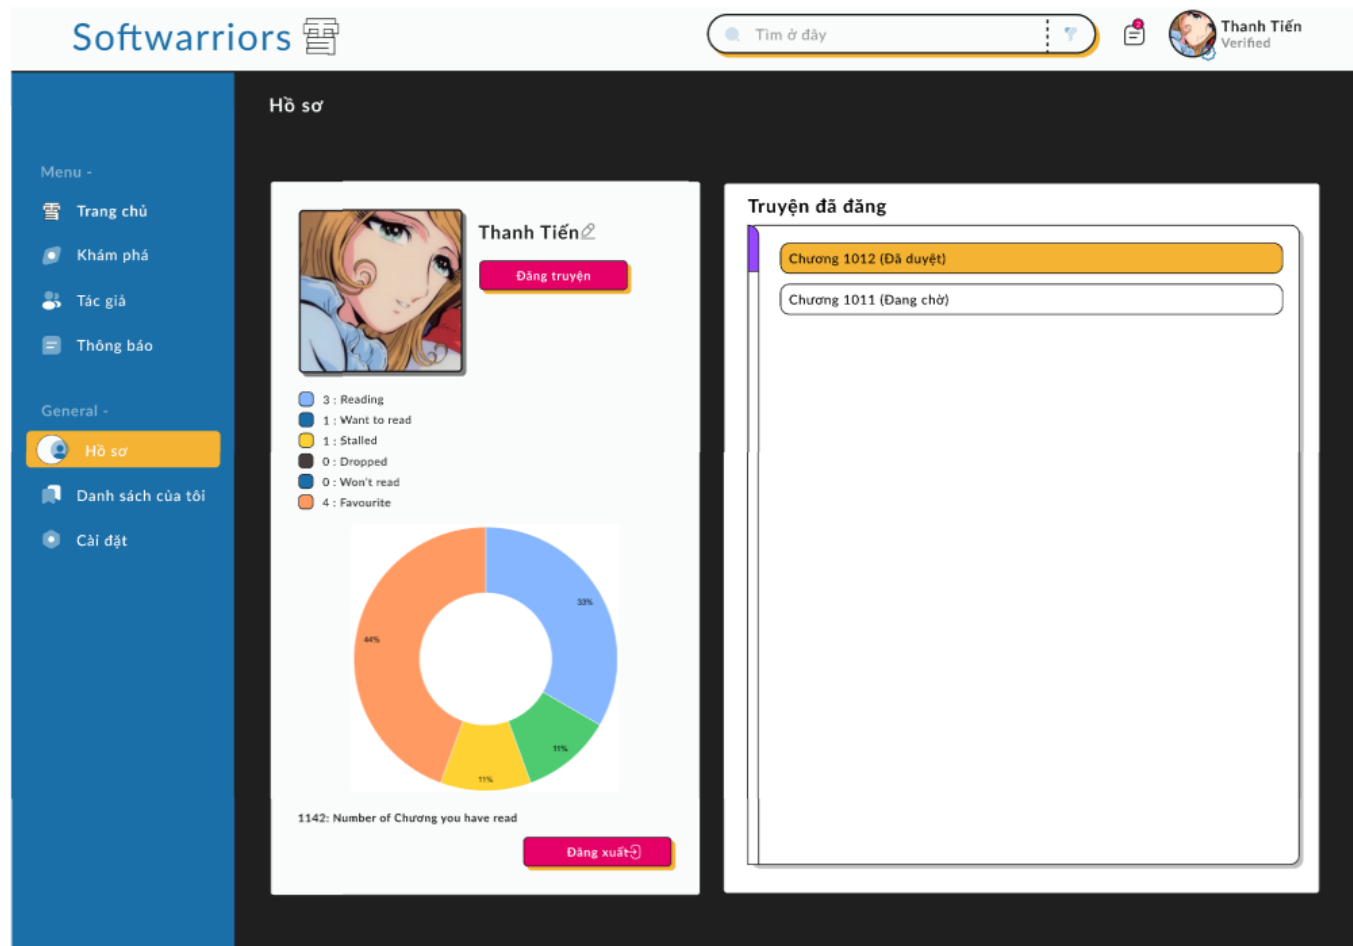 Softwarriors 雪
Tìm ở đây
2
Thanh Tiến
Verified
Menu -
Trang chủ
Khám phá
Tác giả
Thông báo
General -
Hồ sơ
Danh sách của tôi
Cài đặt
Hồ sơ
Thanh Tiến
Đăng truyện
3 : Reading
1 : Want to read
1 : Stalled
0 : Dropped
0 : Won't read
4 : Favourite
33%
44%
11%
11%
1142: Number of Chương you have read
Đăng xuất
Truyện đã đăng
Chương 1012 (Đã duyệt)
Chương 1011 (Đang chờ)